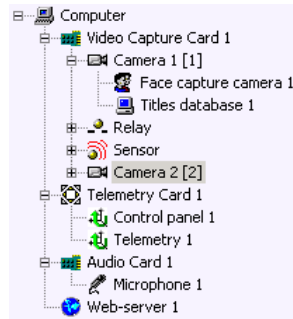 Computer
Video Capture Card 1
Camera 1 [1]
Face capture camera 1
Titles database 1
Relay
Sensor
Camera 2 [2]
Telemetry Card 1
Control panel 1
Telemetry 1
Audio Card 1
Microphone 1
Web-server 1